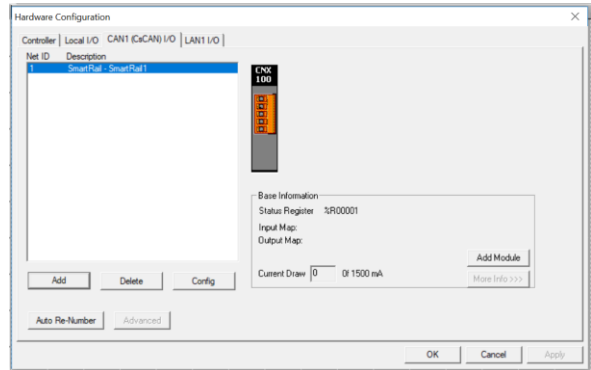 Hardware Configuration
Controller Local I/O CAN1 (CsCAN) I/O LAN1 I/O
Net ID Description
1 SmartRail - SmartRail1
CNX
100
Base Information
Status Register %R00001
Input Map:
Output Map:
Add Module
Current Draw 0 Of 1500 mA
More Info >>>
Add Delete Config
Auto Re-Number Advanced
OK Cancel Apply